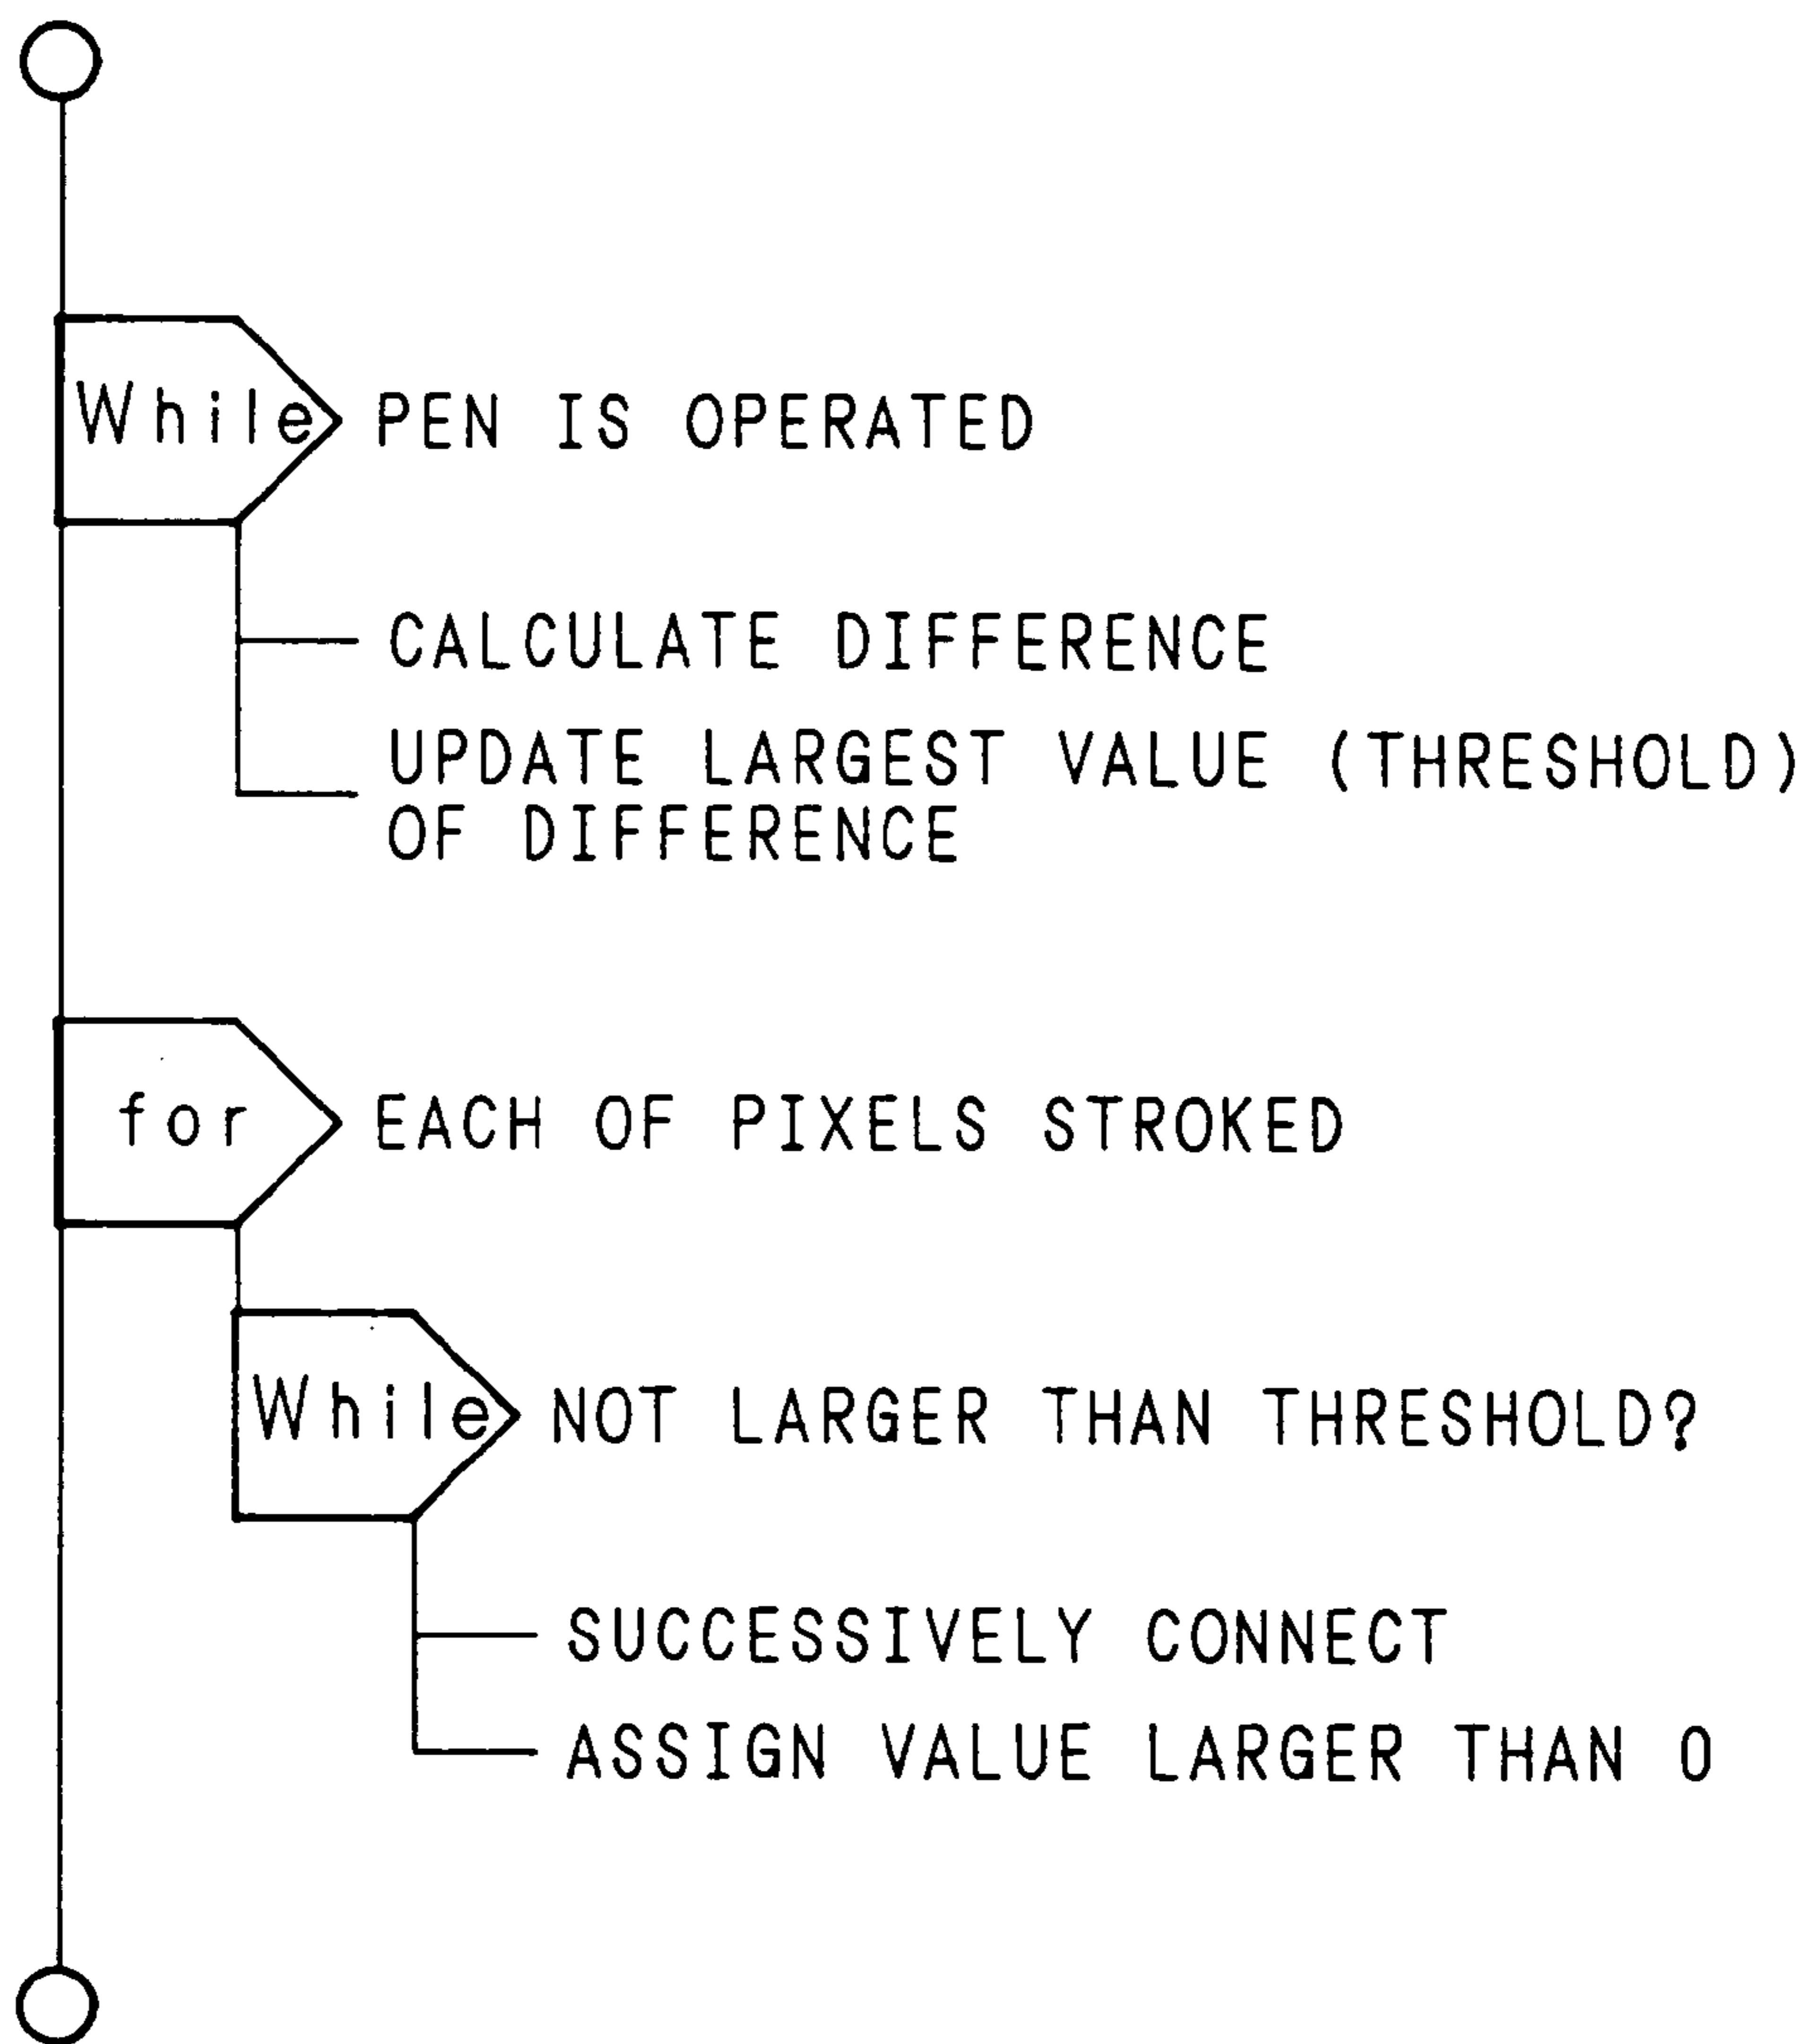 While PEN IS OPERATED
CALCULATE DIFFERENCE
UPDATE LARGEST VALUE (THRESHOLD)
OF DIFFERENCE
for EACH OF PIXELS STROKED
While NOT LARGER THAN THRESHOLD?
SUCCESSIVELY CONNECT
ASSIGN VALUE LARGER THAN 0